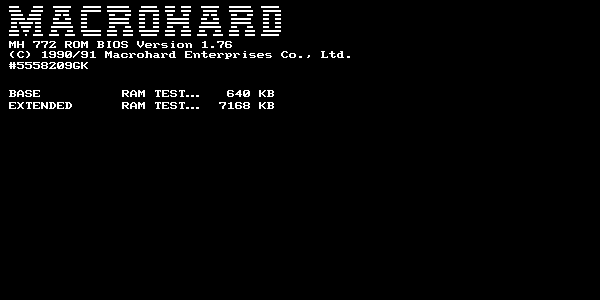 MACROHARD
MH 772 ROM BIOS Version 1.76
(C) 1990/91 Macrohard Enterprises Co., Ltd.
#5558209GK
BASE RAM TEST... 640 KB
EXTENDED RAM TEST... 7168 KB